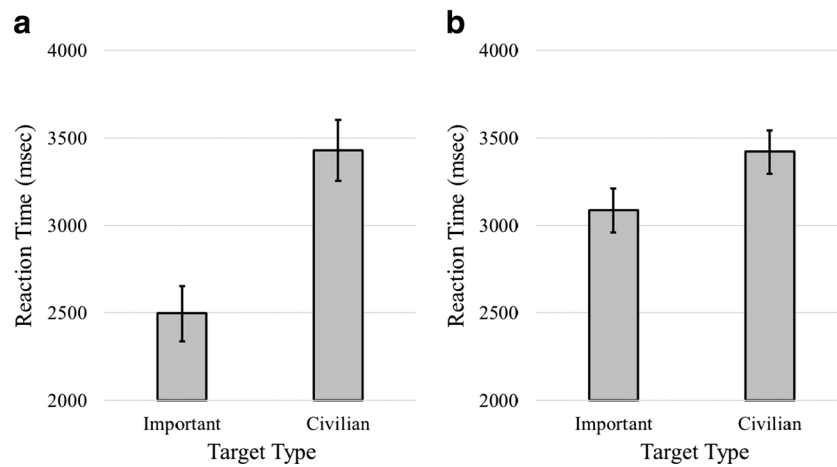 a
4000
3500
3000
2500
2000
Reaction Time (msec)
Important Civilian
Target Type
b
4000
3500
3000
2500
2000
Reaction Time (msec)
Important Civilian
Target Type